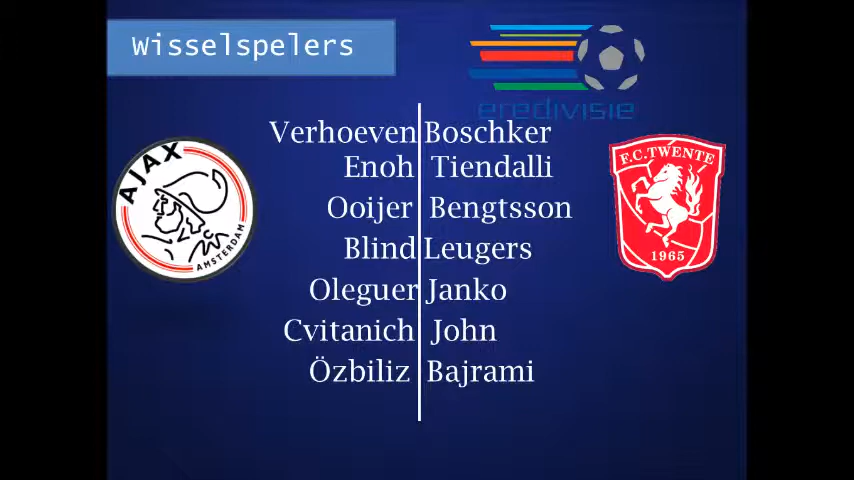 Wisselspelers
eredivisie
Verhoeven Boschker
Enoh Tiendalli
Ooijer Bengtsson
Blind Leugers
Oleguer Janko
Cvitanich John
Özbiliz Bajrami
AJAX
AMSTERDAM
F.C. TWENTE
1965